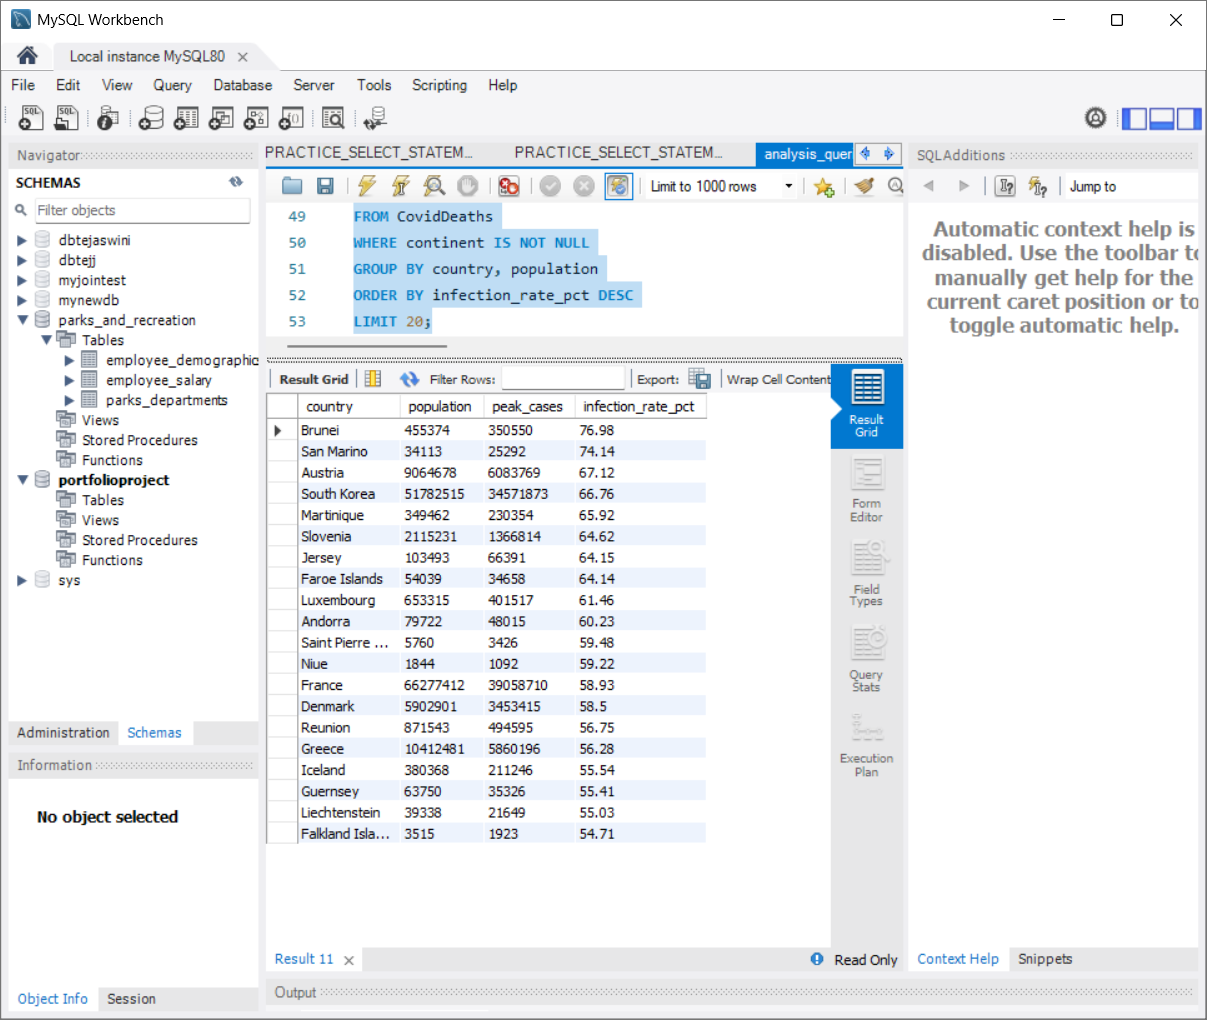 MySQL Workbench
Local instance MySQL80
File Edit View Query Database Server Tools Scripting Help
Navigator
SCHEMAS
Filter objects
dbtejaswini
dbtejj
myjointest
mynewdb
parks_and_recreation
Tables
employee_demographic
employee_salary
parks_departments
Views
Stored Procedures
Functions
portfolioproject
Tables
Views
Stored Procedures
Functions
sys
Administration Schemas
Information
No object selected
Object Info Session
PRACTICE_SELECT_STATEM... PRACTICE_SELECT_STATEM... analysis_quer
Limit to 1000 rows
49 FROM CovidDeaths
50 WHERE continent IS NOT NULL
51 GROUP BY country, population
52 ORDER BY infection_rate_pct DESC
53 LIMIT 20;
Result Grid Filter Rows: Export: Wrap Cell Content
country population peak_cases infection_rate_pct
Brunei 455374 350550 76.98
San Marino 34113 25292 74.14
Austria 9064678 6083769 67.12
South Korea 51782515 34571873 66.76
Martinique 349462 230354 65.92
Slovenia 2115231 1366814 64.62
Jersey 103493 66391 64.15
Faroe Islands 54039 34658 64.14
Luxembourg 653315 401517 61.46
Andorra 79722 48015 60.23
Saint Pierre ... 5760 3426 59.48
Niue 1844 1092 59.22
France 66277412 39058710 58.93
Denmark 5902901 3453415 58.5
Reunion 871543 494595 56.75
Greece 10412481 5860196 56.28
Iceland 380368 211246 55.54
Guernsey 63750 35326 55.41
Liechtenstein 39338 21649 55.03
Falkland Isla... 3515 1923 54.71
Result
Grid
Form
Editor
Field
Types
Query
Stats
Execution
Plan
Result 11 Read Only
Output
SQLAdditions
Jump to
Automatic context help is
disabled. Use the toolbar to
manually get help for the
current caret position or to
toggle automatic help.
Context Help Snippets